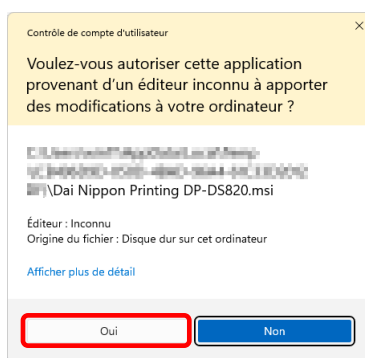 Contrôle de compte d'utilisateur
Voulez-vous autoriser cette application
provenant d'un éditeur inconnu à apporter
des modifications à votre ordinateur ?
\Dai Nippon Printing DP-DS820.msi
Éditeur : Inconnu
Origine du fichier : Disque dur sur cet ordinateur
Afficher plus de détail
Oui
Non